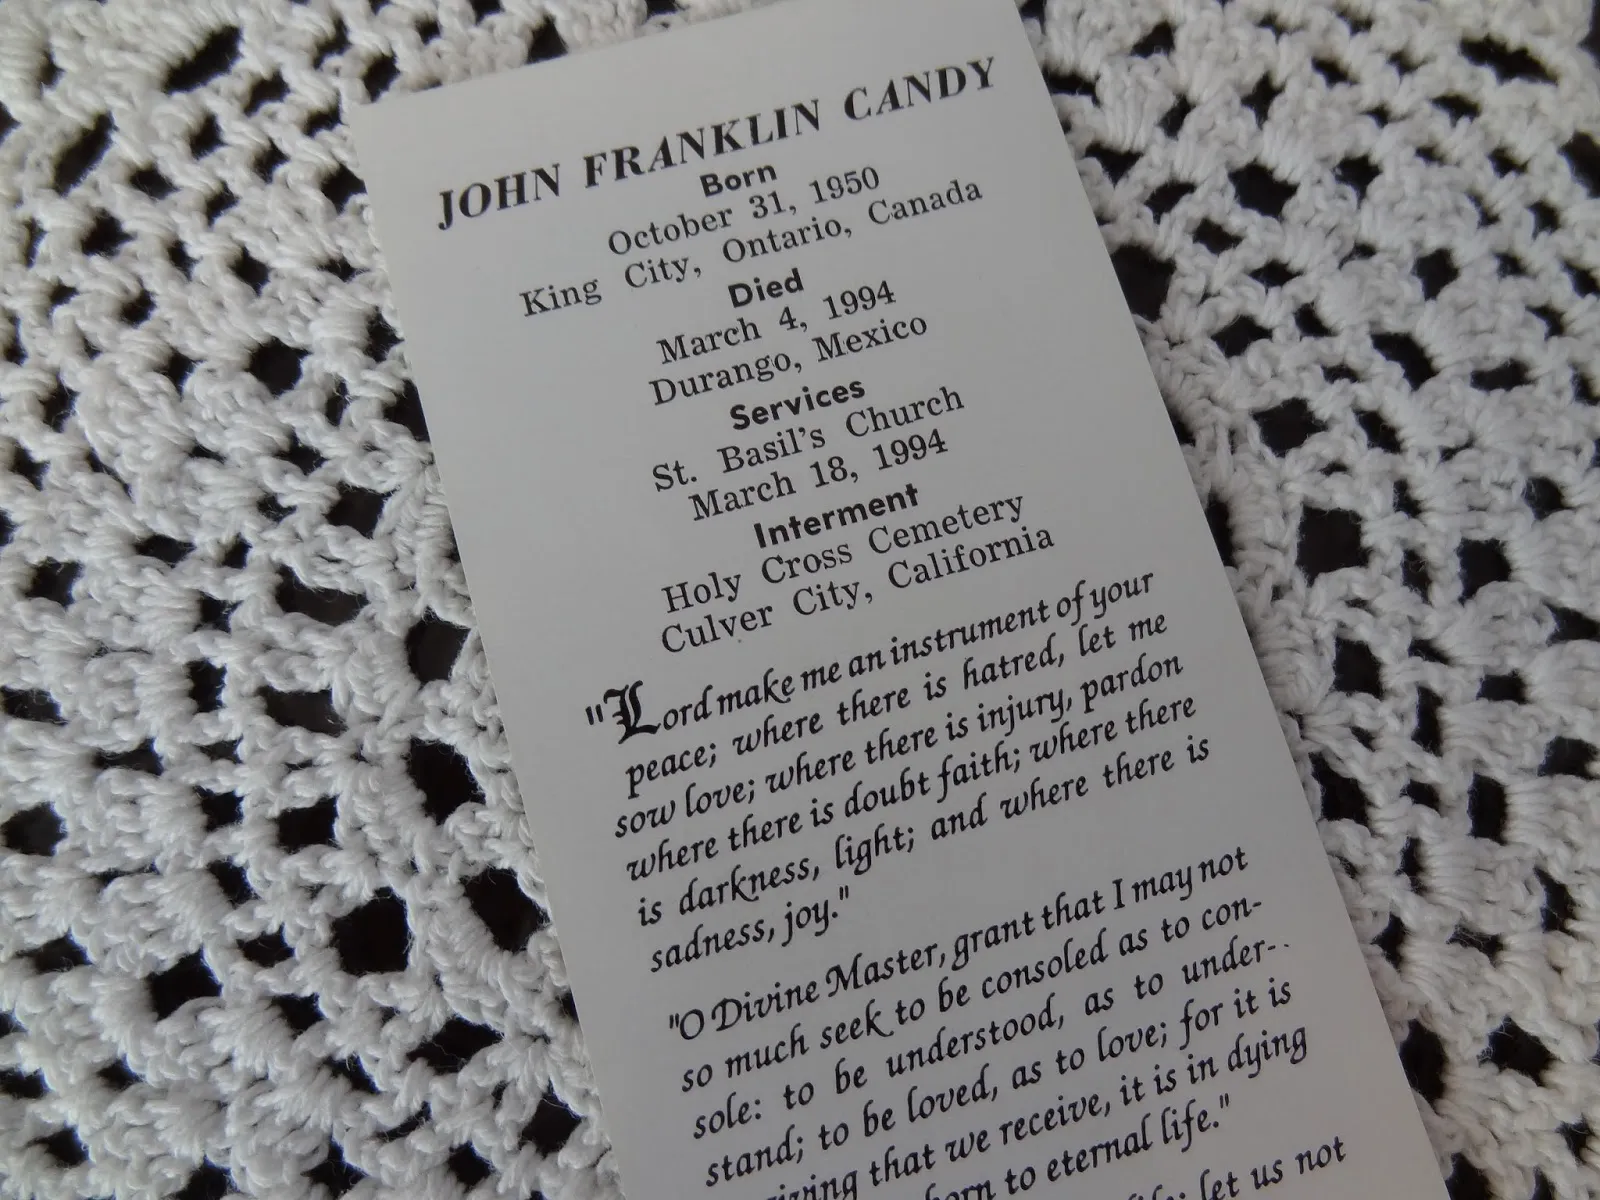 JOHN FRANKLIN CANDY
Born
October 31, 1950
King City, Ontario, Canada
Died
March 4, 1994
Durango, Mexico
Services
St. Basil's Church
March 18, 1994
Interment
Holy Cross Cemetery
Culver City, California
"Lord make me an instrument of your
peace; where there is hatred, let me
sow love; where there is injury, pardon
where there is doubt faith; where there
is darkness, light; and where there is
sadness, joy."
"O Divine Master, grant that I may not
so much seek to be consoled as to con-
sole: to be understood, as to under-
stand; to be loved, as to love; for it is
that we receive, it is in dying
to eternal life."
let us not